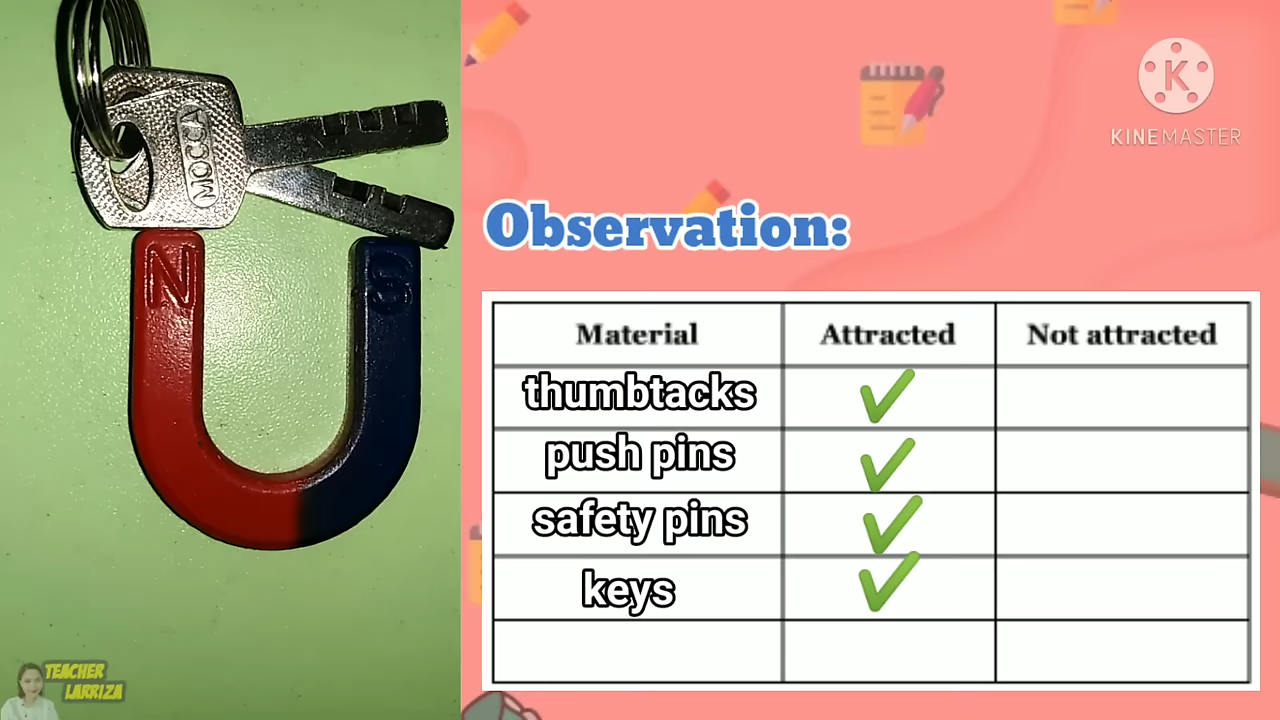 MOCCA
N
S
TEACHER
LARRIZA
KINEMASTER
Observation:
Material Attracted Not attracted
thumbtacks
push pins
safety pins
keys